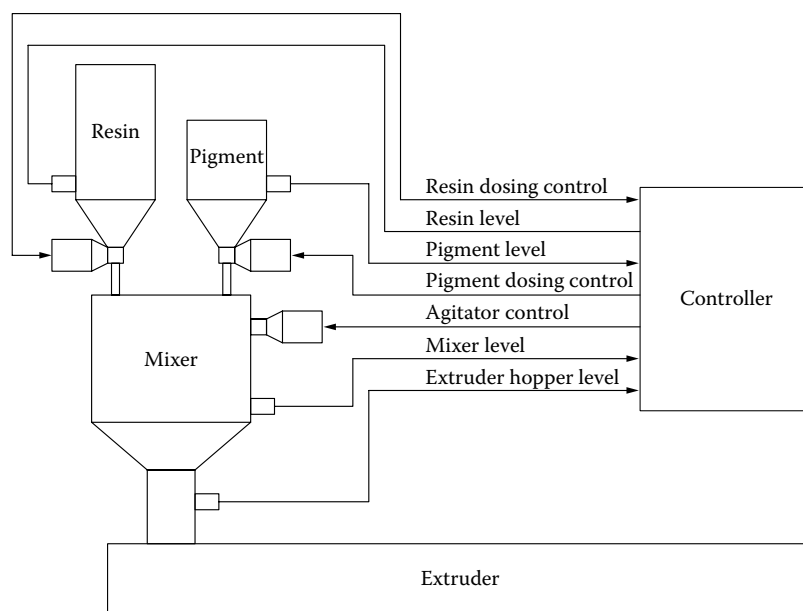 Resin
Pigment
Resin dosing control
Resin level
Pigment level
Pigment dosing control
Agitator control
Mixer level
Extruder hopper level
Controller
Mixer
Extruder